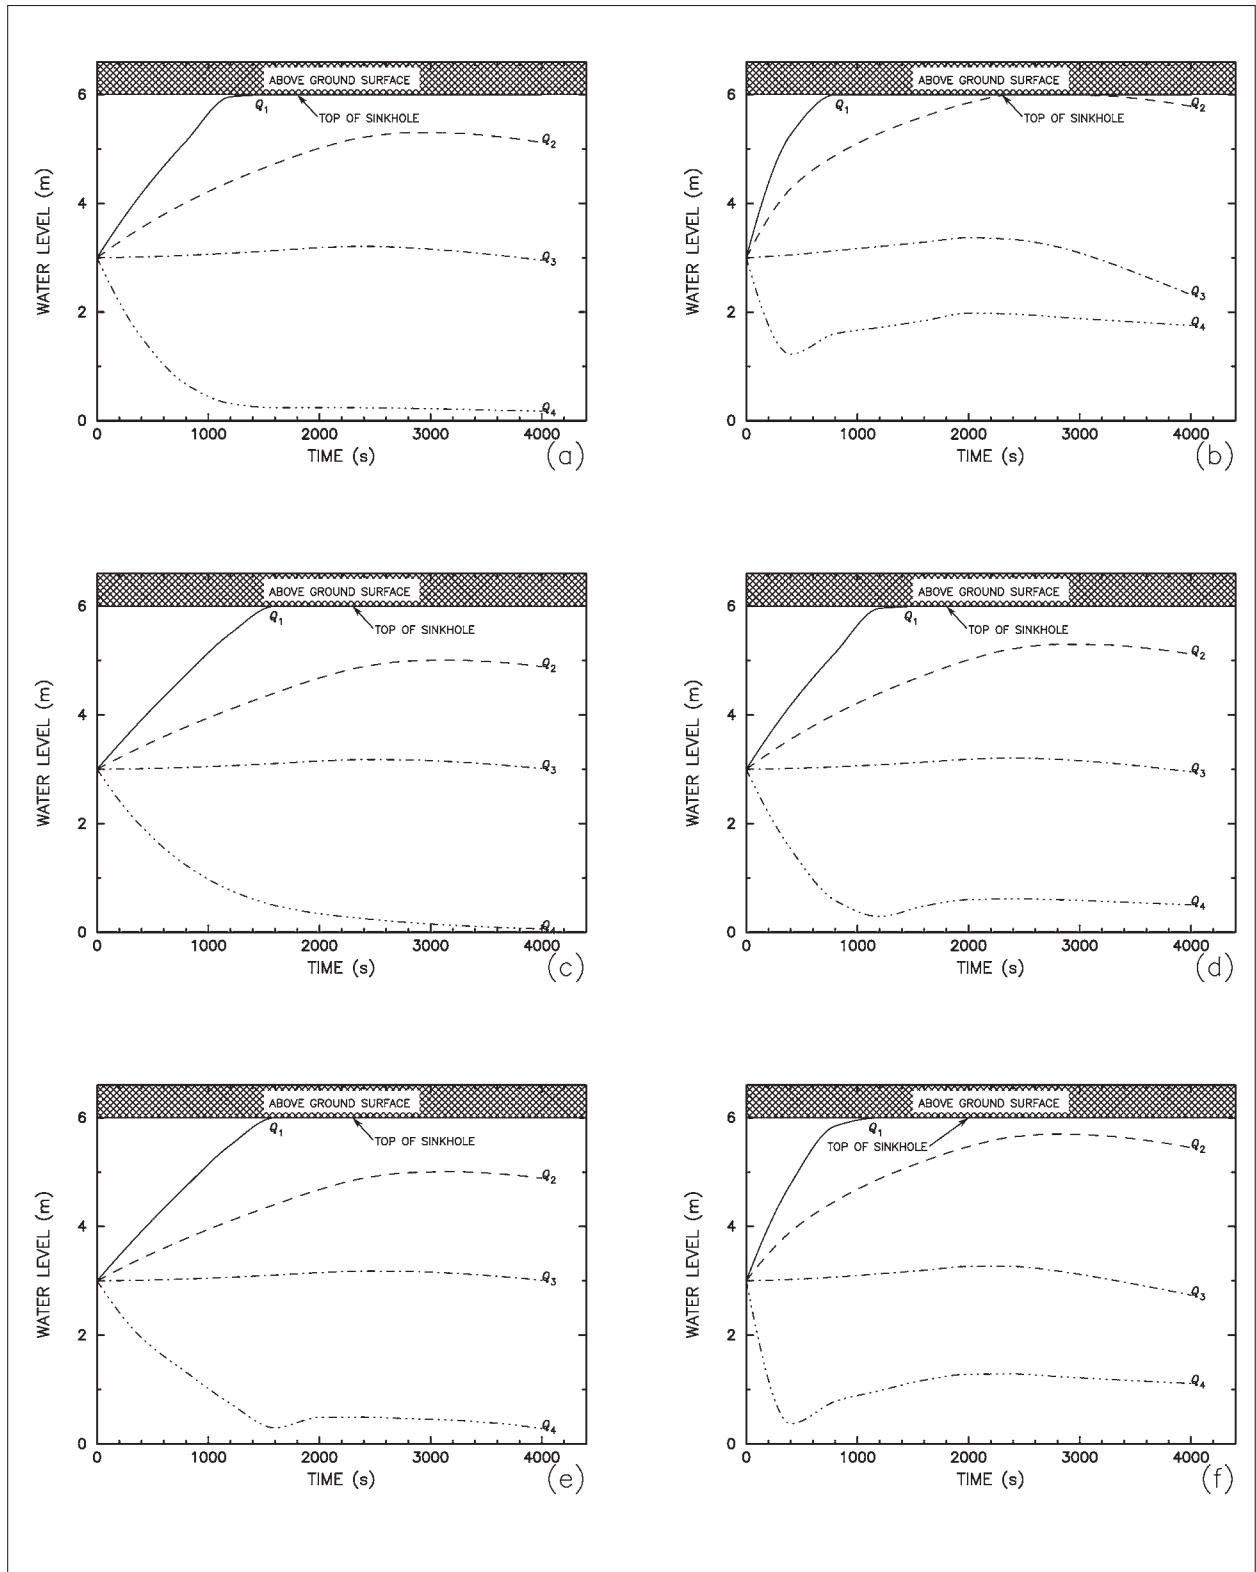 ABOVE GROUND SURFACE
6
Q1
TOP OF SINKHOLE
Q2
4
WATER LEVEL (m)
Q3
2
Q4
0
0 1000 2000 3000 4000
TIME (s)
(a)
ABOVE GROUND SURFACE
6
Q1
Q2
TOP OF SINKHOLE
4
WATER LEVEL (m)
Q3
2
Q4
0
0 1000 2000 3000 4000
TIME (s)
(b)
ABOVE GROUND SURFACE
6
Q1
TOP OF SINKHOLE
Q2
4
WATER LEVEL (m)
Q3
2
Q4
0
0 1000 2000 3000 4000
TIME (s)
(c)
ABOVE GROUND SURFACE
6
Q1
TOP OF SINKHOLE
Q2
4
WATER LEVEL (m)
Q3
2
Q4
0
0 1000 2000 3000 4000
TIME (s)
(d)
ABOVE GROUND SURFACE
6
Q1
TOP OF SINKHOLE
Q2
4
WATER LEVEL (m)
Q3
2
Q4
0
0 1000 2000 3000 4000
TIME (s)
(e)
ABOVE GROUND SURFACE
6
Q1
TOP OF SINKHOLE
Q2
4
WATER LEVEL (m)
Q3
2
Q4
0
0 1000 2000 3000 4000
TIME (s)
(f)